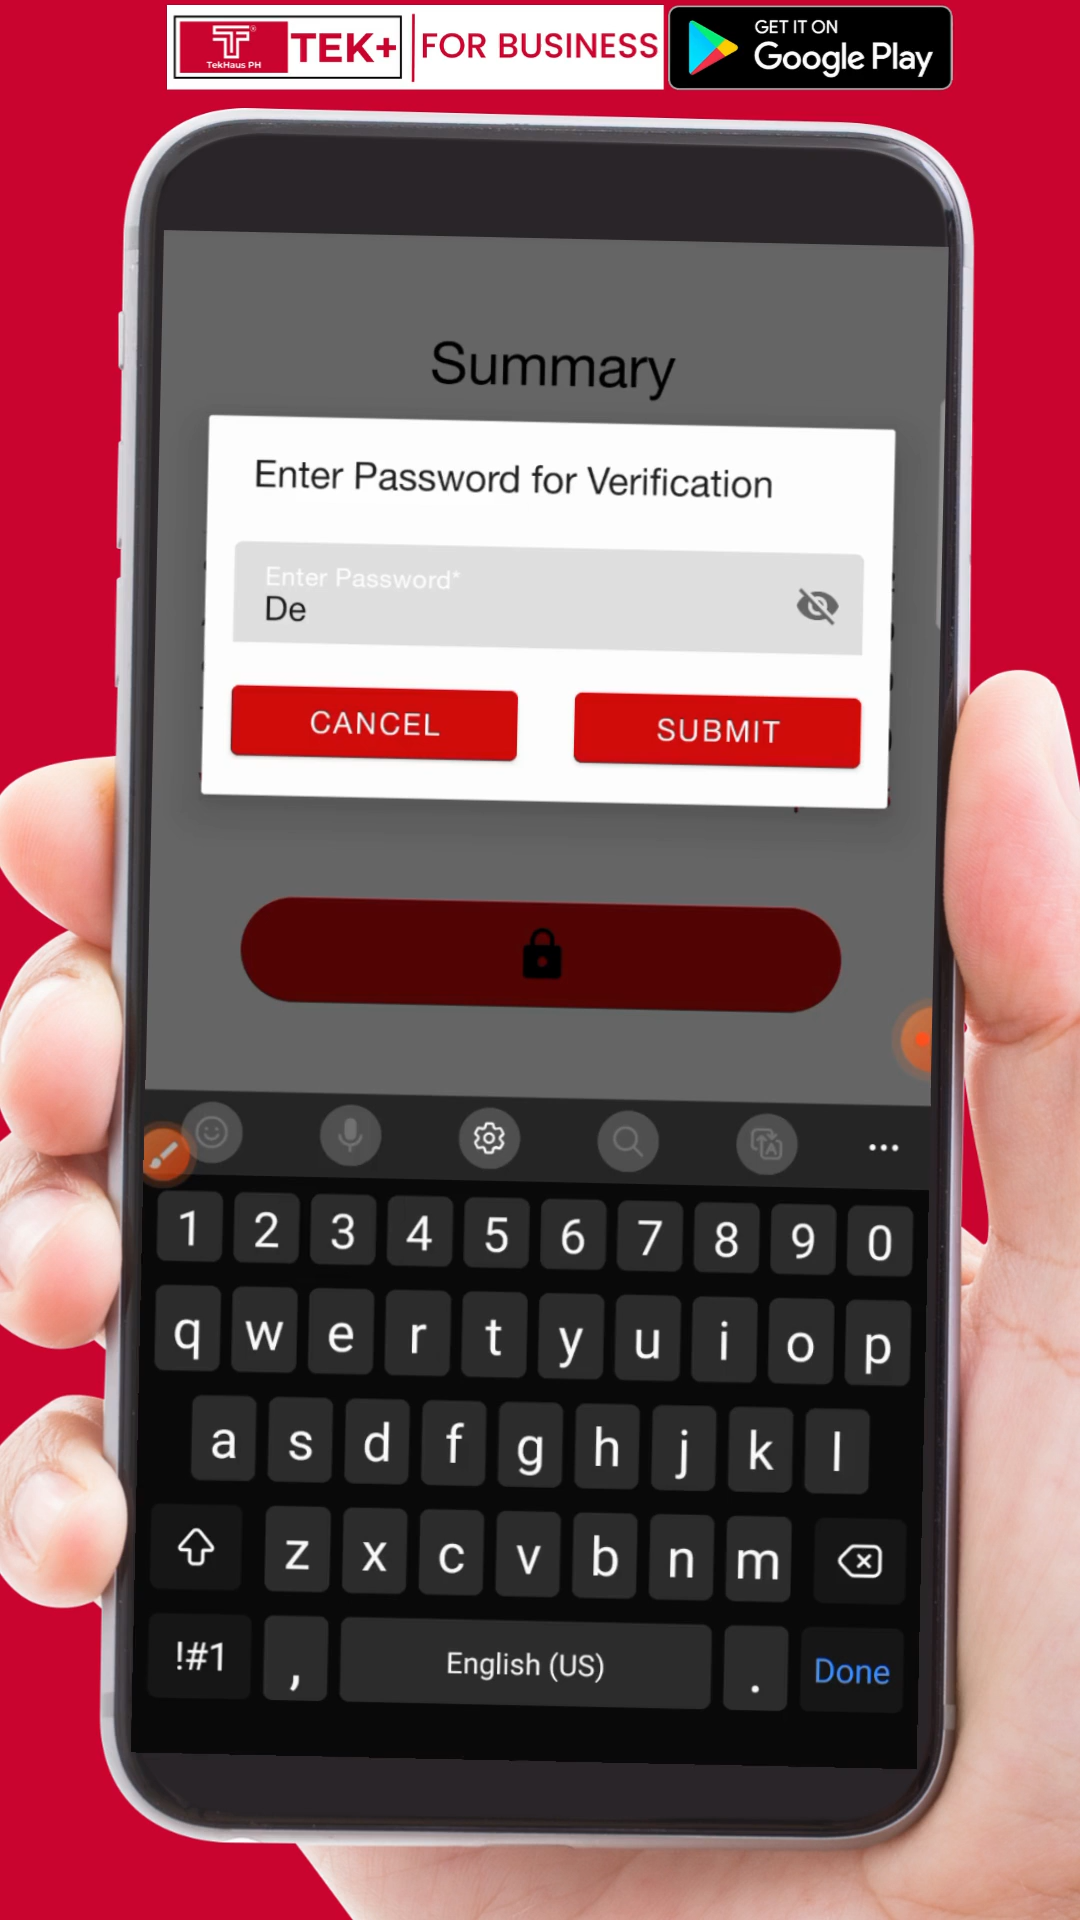 TekHaus PH
TEK+
FOR BUSINESS
GET IT ON
Google Play
Summary
Enter Password for Verification
Enter Password*
De
CANCEL
SUBMIT
1 2 3 4 5 6 7 8 9 0
q w e r t y u i o p
a s d f g h j k l
z x c v b n m
!#1 , English (US) . Done